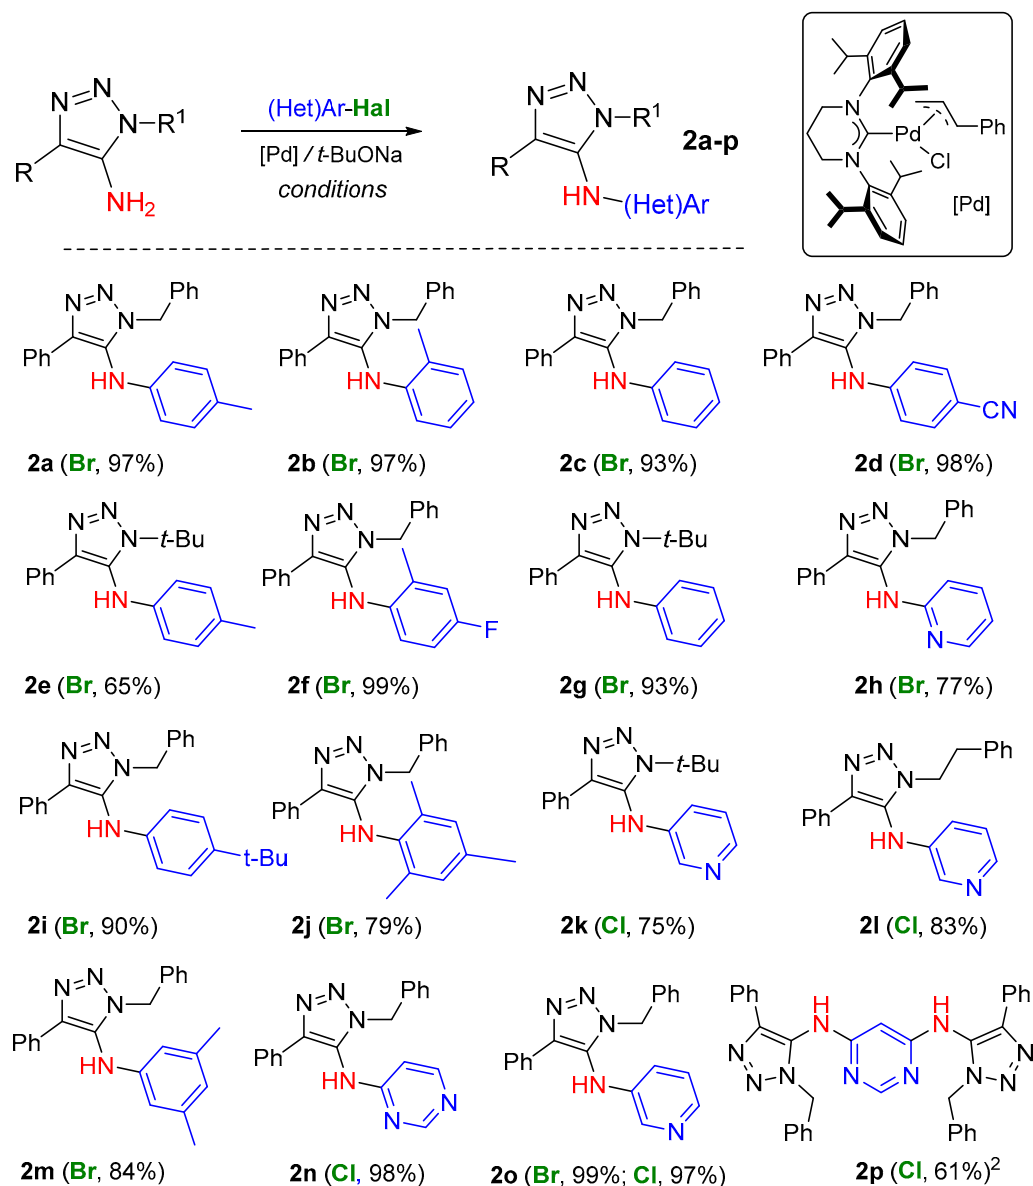 N N
N R¹
R
NH₂
(Het)Ar-Hal
[Pd] / t-BuONa
conditions
N N
N R¹
R
HN (Het)Ar
2a-p
N
N
Pd
Cl
Ph
[Pd]
N N N Ph
Ph
HN
2a (Br, 97%)
N N N Ph
Ph
HN
2b (Br, 97%)
N N N Ph
Ph
HN
2c (Br, 93%)
N N N Ph
Ph
HN
CN
2d (Br, 98%)
N N N t-Bu
Ph
HN
2e (Br, 65%)
N N N Ph
Ph
HN
F
2f (Br, 99%)
N N N t-Bu
Ph
HN
2g (Br, 93%)
N N N Ph
Ph
HN
N
2h (Br, 77%)
N N N Ph
Ph
HN
t-Bu
2i (Br, 90%)
N N N Ph
Ph
HN
2j (Br, 79%)
N N N t-Bu
Ph
HN
N
2k (Cl, 75%)
N N N Ph
Ph
HN
N
2l (Cl, 83%)
N N N Ph
Ph
HN
2m (Br, 84%)
N N N Ph
Ph
HN
N N
2n (Cl, 98%)
N N N Ph
Ph
HN
N
2o (Br, 99%; Cl, 97%)
Ph H N H N Ph
N N N N N N N N
Ph Ph
2p (Cl, 61%)²